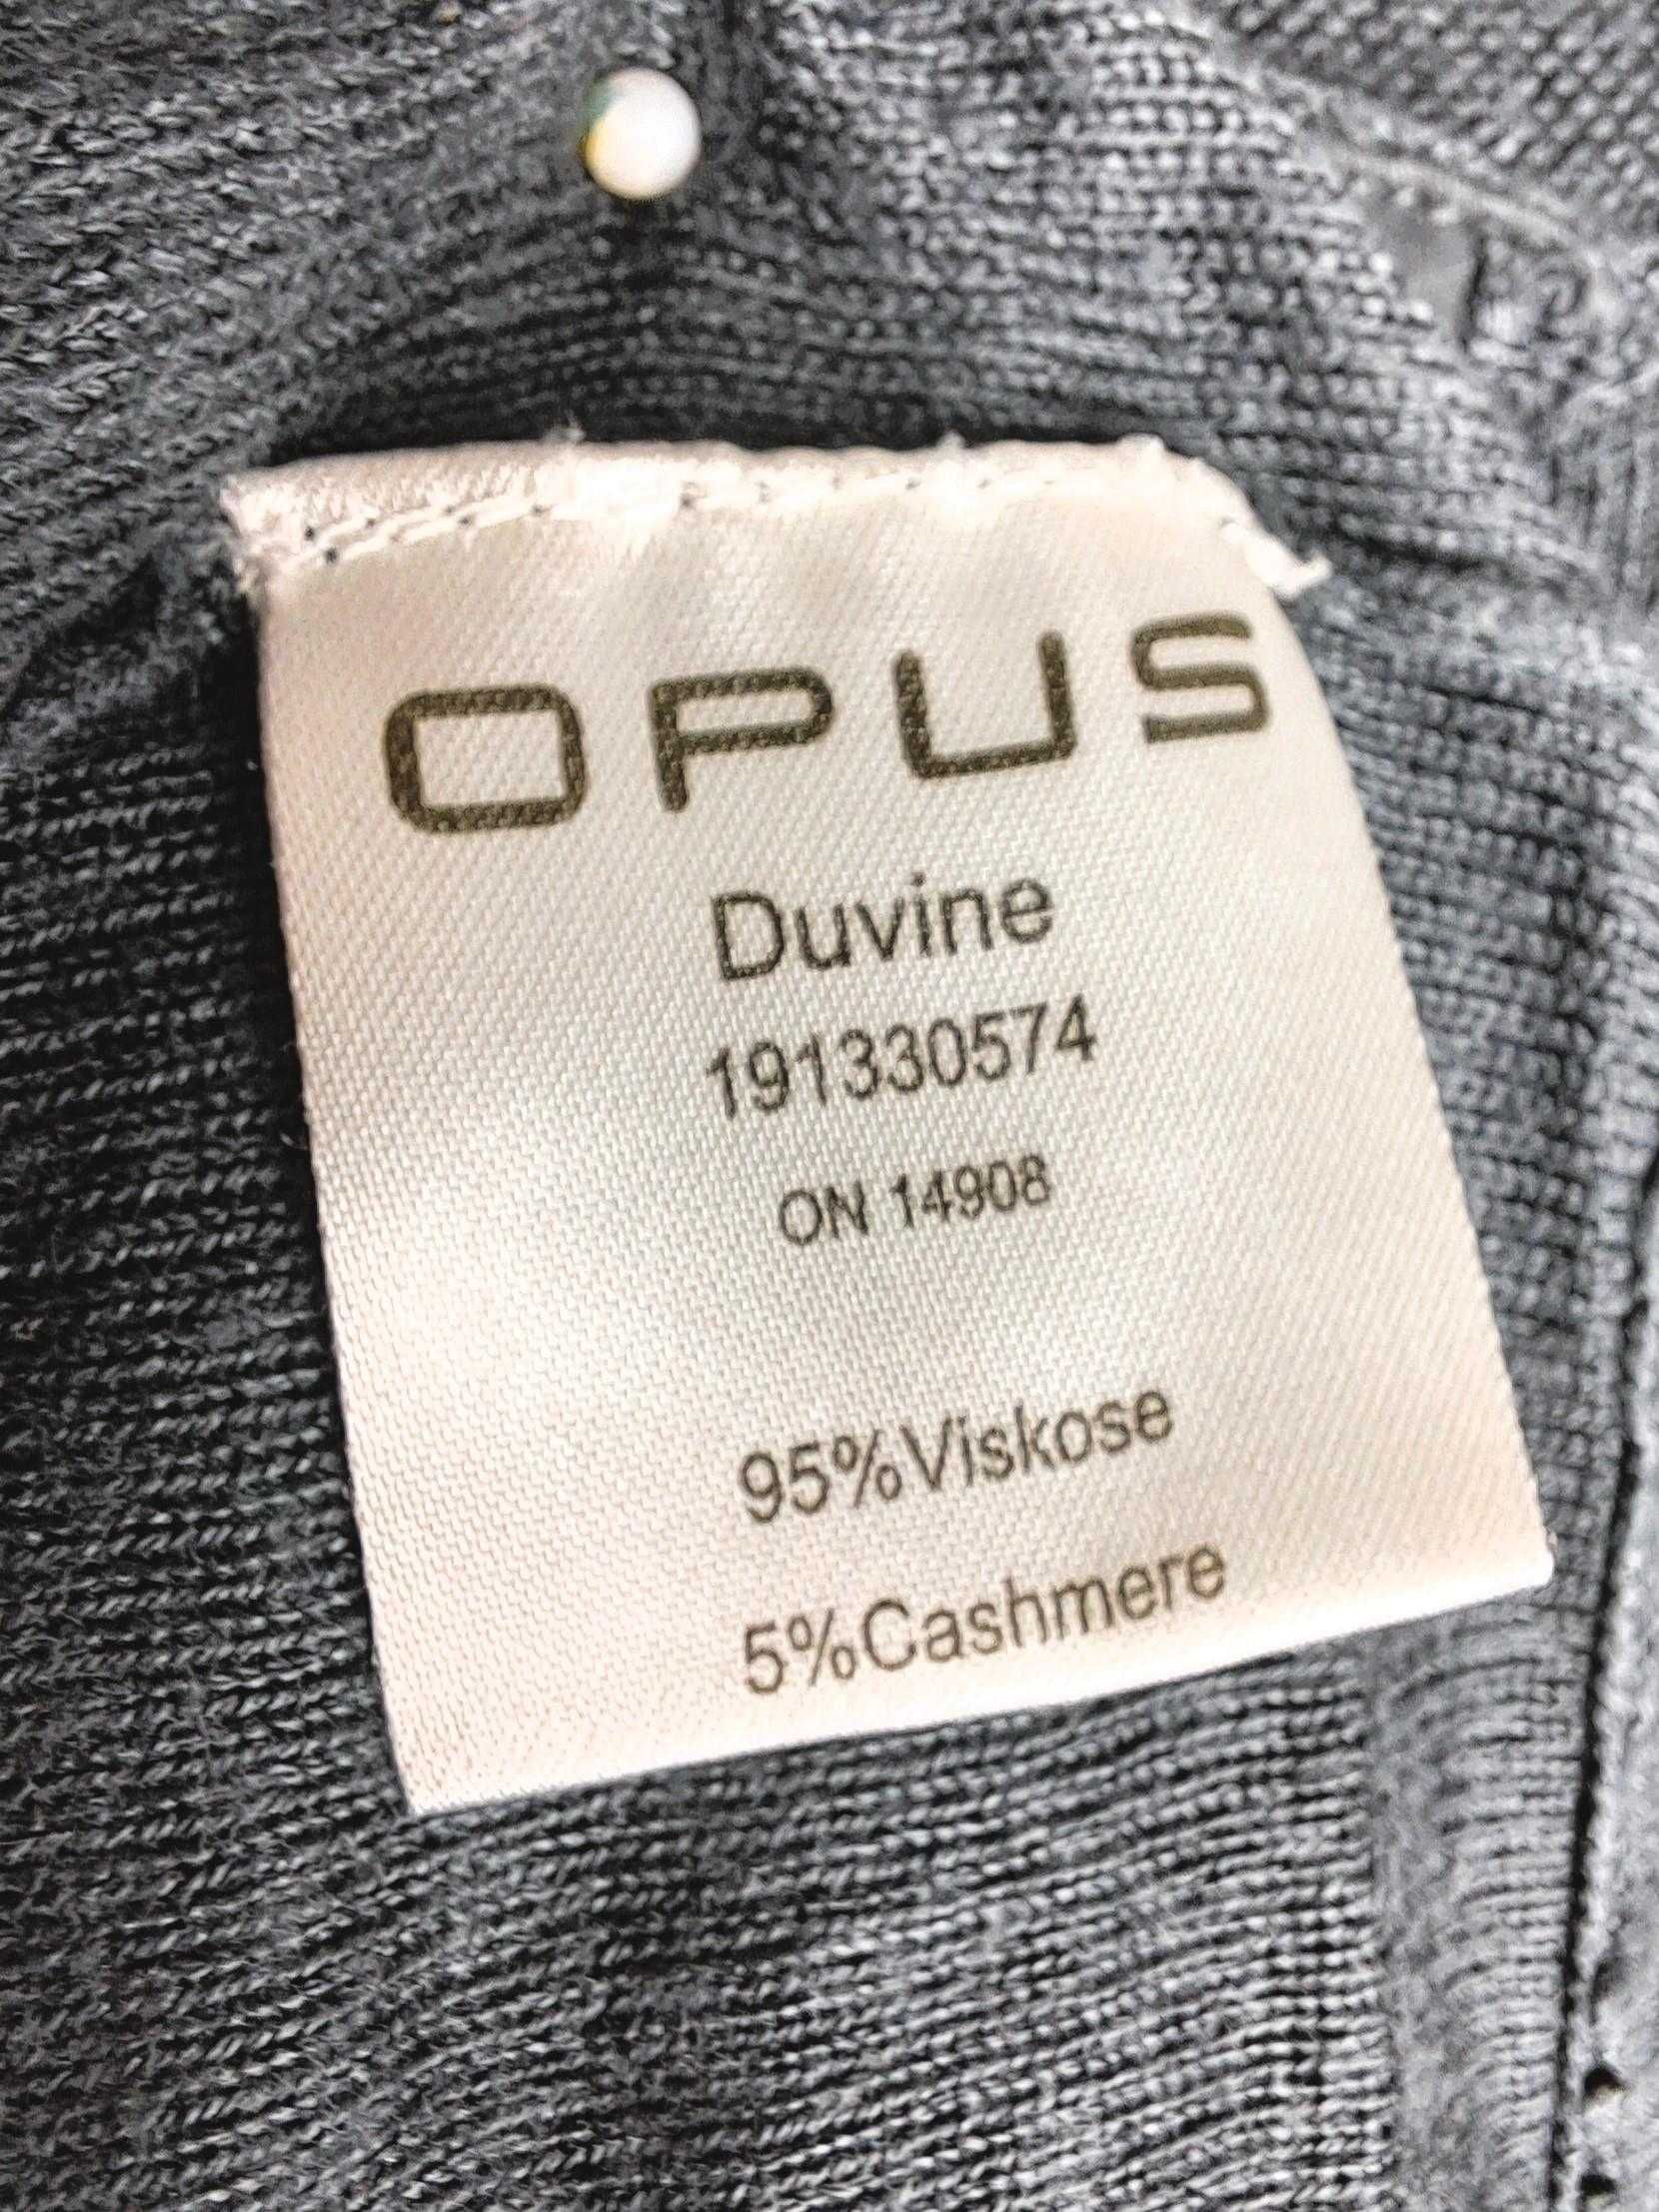 OPUS
Duvine
191330574
ON 14908
95%Viskose
5%Cashmere